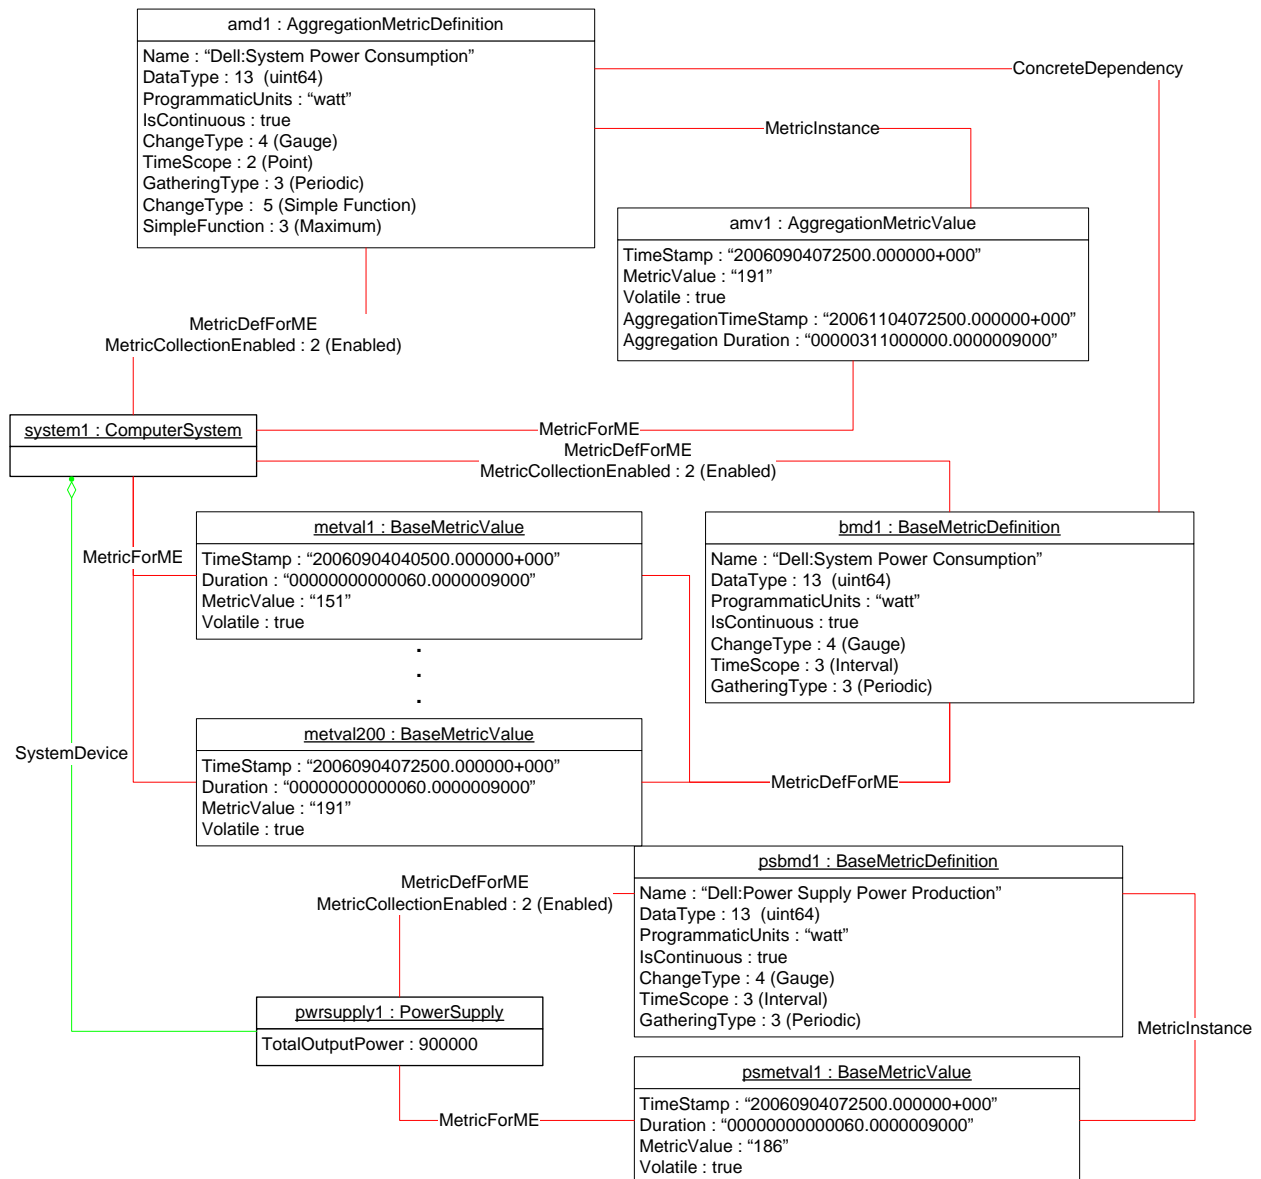 amd1 : AggregationMetricDefinition
Name : “Dell:System Power Consumption”
DataType : 13  (uint64)
ProgrammaticUnits : “watt”
IsContinuous : true
ChangeType : 4 (Gauge)
TimeScope : 2 (Point)
GatheringType : 3 (Periodic)
ChangeType :  5 (Simple Function)
SimpleFunction : 3 (Maximum)
ConcreteDependency
MetricInstance
amv1 : AggregationMetricValue
TimeStamp : “20060904072500.000000+000”
MetricValue : “191”
Volatile : true
AggregationTimeStamp : “20061104072500.000000+000”
Aggregation Duration : “00000311000000.0000009000”
MetricDefForME
MetricCollectionEnabled : 2 (Enabled)
system1 : ComputerSystem
MetricForME
MetricDefForME
MetricCollectionEnabled : 2 (Enabled)
metval1 : BaseMetricValue
TimeStamp : “20060904040500.000000+000”
Duration : “00000000000060.0000009000”
MetricValue : “151”
Volatile : true
MetricForME
bmd1 : BaseMetricDefinition
Name : “Dell:System Power Consumption”
DataType : 13  (uint64)
ProgrammaticUnits : “watt”
IsContinuous : true
ChangeType : 4 (Gauge)
TimeScope : 3 (Interval)
GatheringType : 3 (Periodic)
.
.
.
metval200 : BaseMetricValue
TimeStamp : “20060904072500.000000+000”
Duration : “00000000000060.0000009000”
MetricValue : “191”
Volatile : true
SystemDevice
MetricDefForME
MetricDefForME
MetricCollectionEnabled : 2 (Enabled)
psbmd1 : BaseMetricDefinition
Name : “Dell:Power Supply Power Production”
DataType : 13  (uint64)
ProgrammaticUnits : “watt”
IsContinuous : true
ChangeType : 4 (Gauge)
TimeScope : 3 (Interval)
GatheringType : 3 (Periodic)
pwrsupply1 : PowerSupply
TotalOutputPower : 900000
MetricInstance
MetricForME
psmetval1 : BaseMetricValue
TimeStamp : “20060904072500.000000+000”
Duration : “00000000000060.0000009000”
MetricValue : “186”
Volatile : true